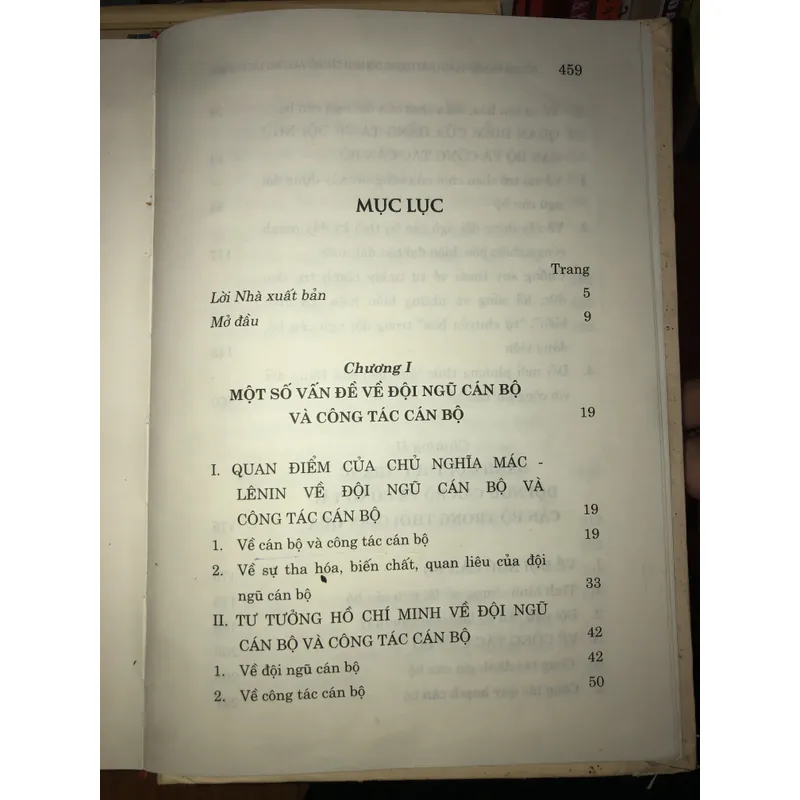 459
MỤC LỤC
Trang
Lời Nhà xuất bản 5
Mở đầu 9
Chương I
MỘT SỐ VẤN ĐỀ VỀ ĐỘI NGŨ CÁN BỘ
VÀ CÔNG TÁC CÁN BỘ 19
I. QUAN ĐIỂM CỦA CHỦ NGHĨA MÁC -
LÊNIN VỀ ĐỘI NGŨ CÁN BỘ VÀ
CÔNG TÁC CÁN BỘ 19
1. Về cán bộ và công tác cán bộ 19
2. Về sự tha hóa, biến chất, quan liêu của đội
ngũ cán bộ 33
II. TƯ TƯỞNG HỒ CHÍ MINH VỀ ĐỘI NGŨ
CÁN BỘ VÀ CÔNG TÁC CÁN BỘ 42
1. Về đội ngũ cán bộ 42
2. Về công tác cán bộ 50